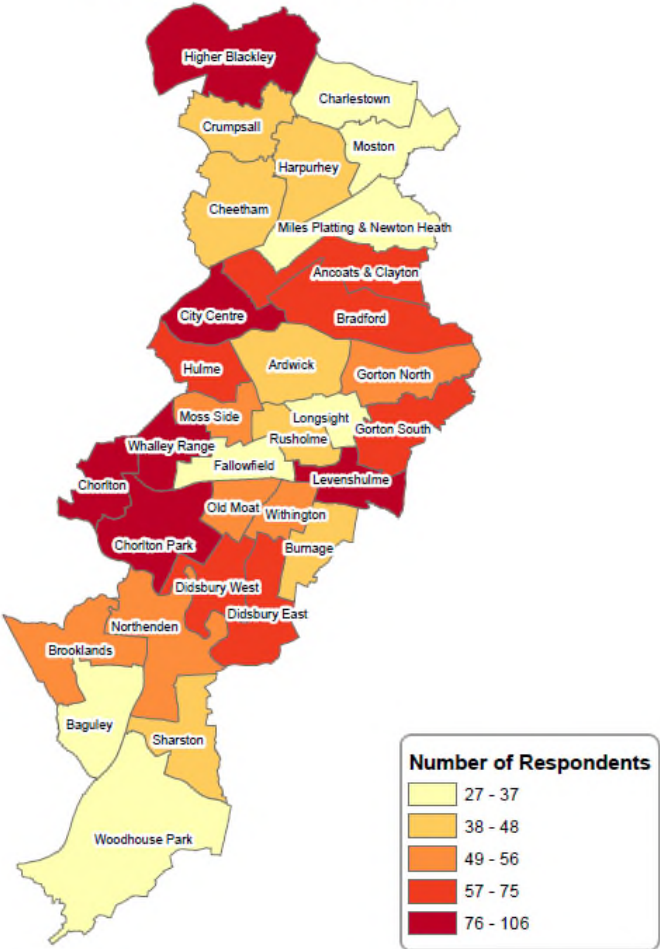 Higher Blackley
Charlestown
Crumpsall
Moston
Harpurhey
Cheetham
Miles Platting & Newton Heath
Ancoats & Clayton
City Centre
Bradford
Hulme
Ardwick
Gorton North
Moss Side
Longsight
Gorton South
Rusholme
Whalley Range
Fallowfield
Levenshulme
Chorlton
Old Moat
Withington
Chorlton Park
Burnage
Didsbury West
Didsbury East
Northenden
Brooklands
Baguley
Sharston
Woodhouse Park
Number of Respondents
27 - 37
38 - 48
49 - 56
57 - 75
76 - 106